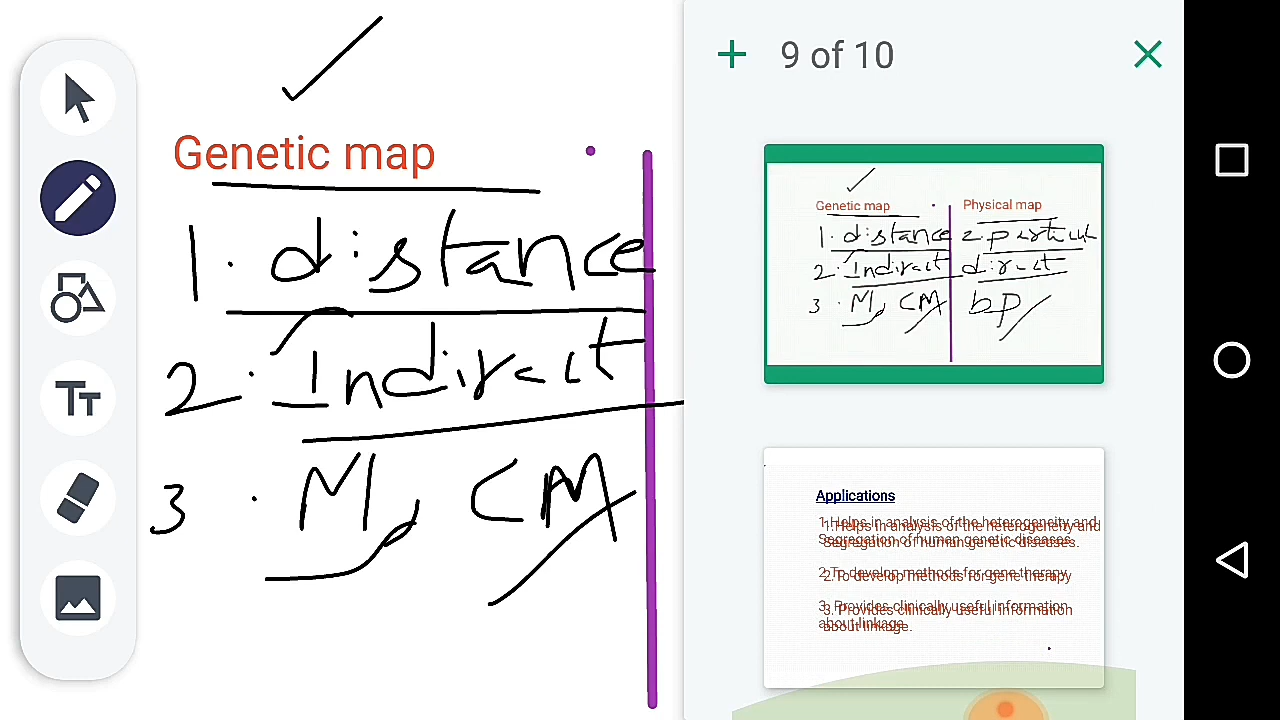 Genetic map
1. distance
2. Indirect
3. M, CM
TT
9 of 10
Genetic map
Physical map
1. distance
2. Indirect direct
3. M, CM bp
Applications
1.Helps in analysis of the heterogeneity and
Segregation of human genetic diseases.
2.To develop methods for gene therapy
3. Provides clinically useful information
about linkage.